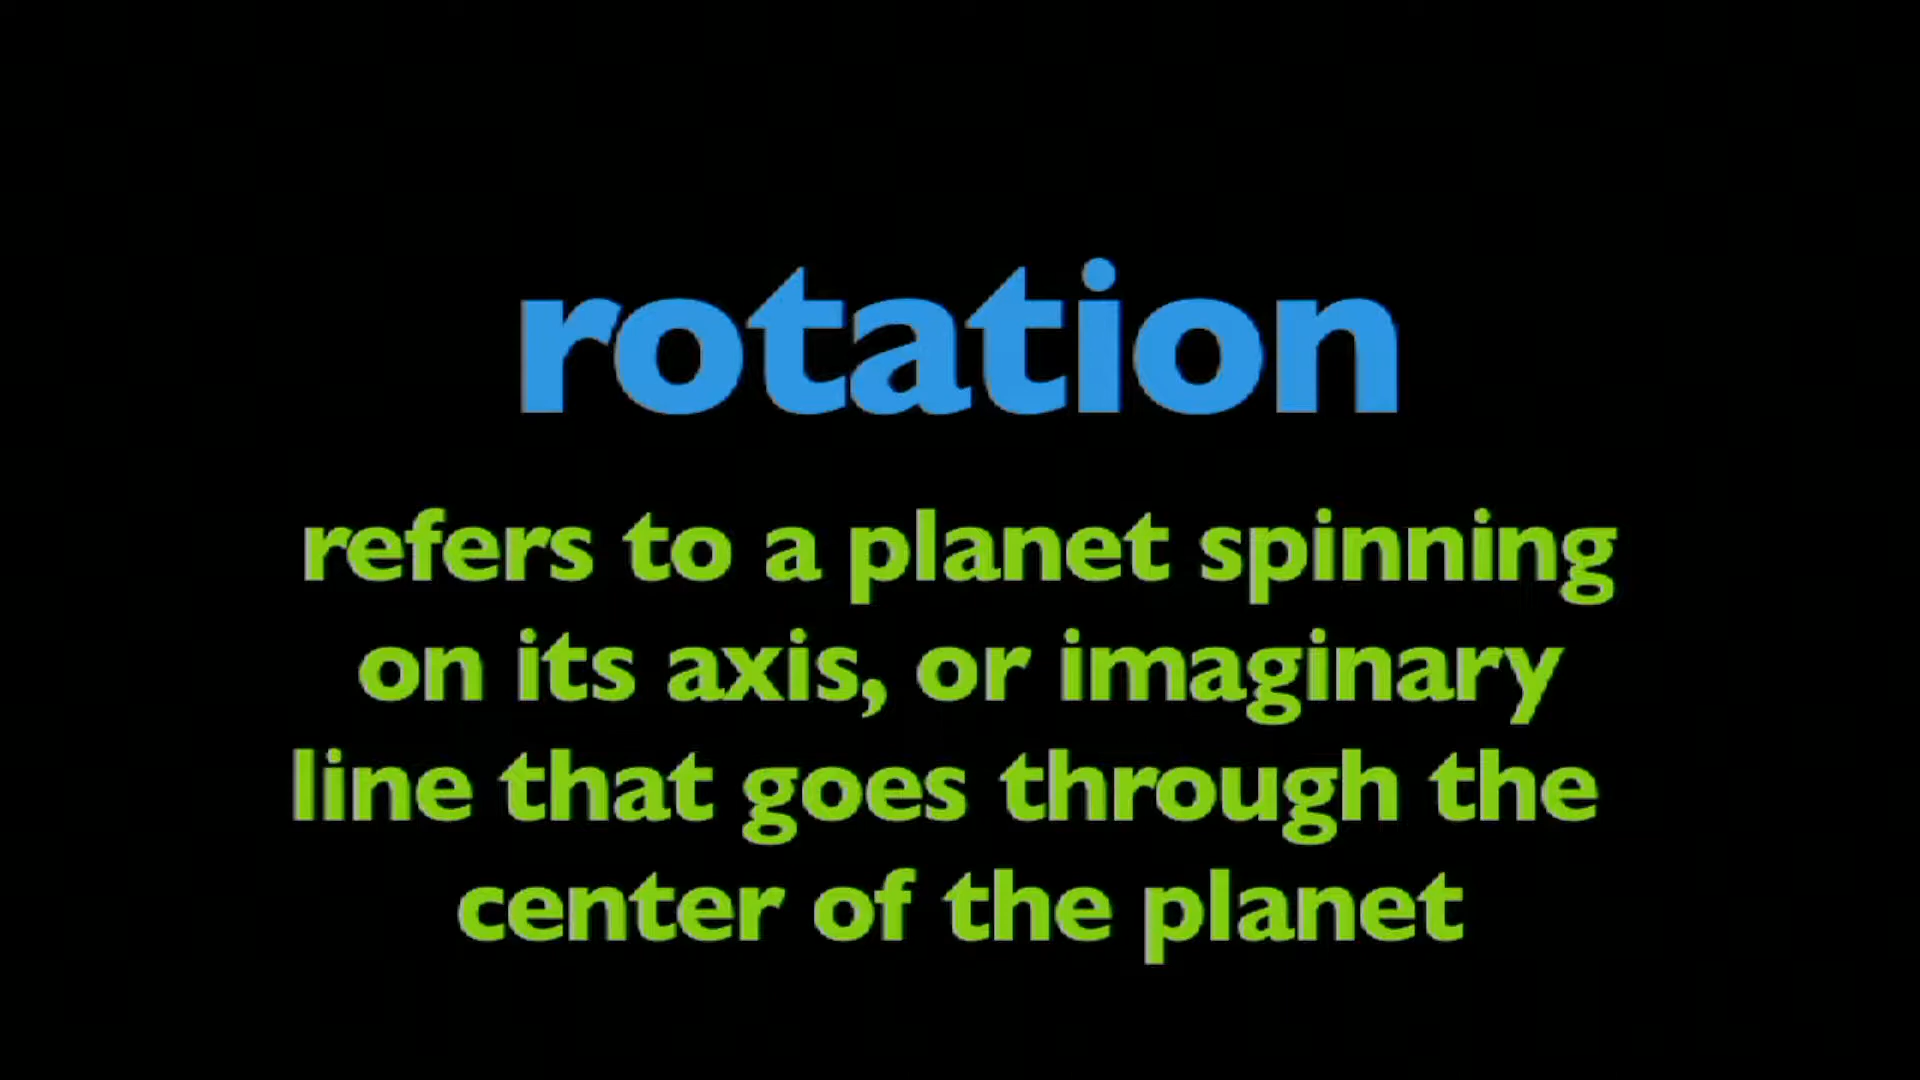 rotation
refers to a planet spinning
on its axis, or imaginary
line that goes through the
center of the planet